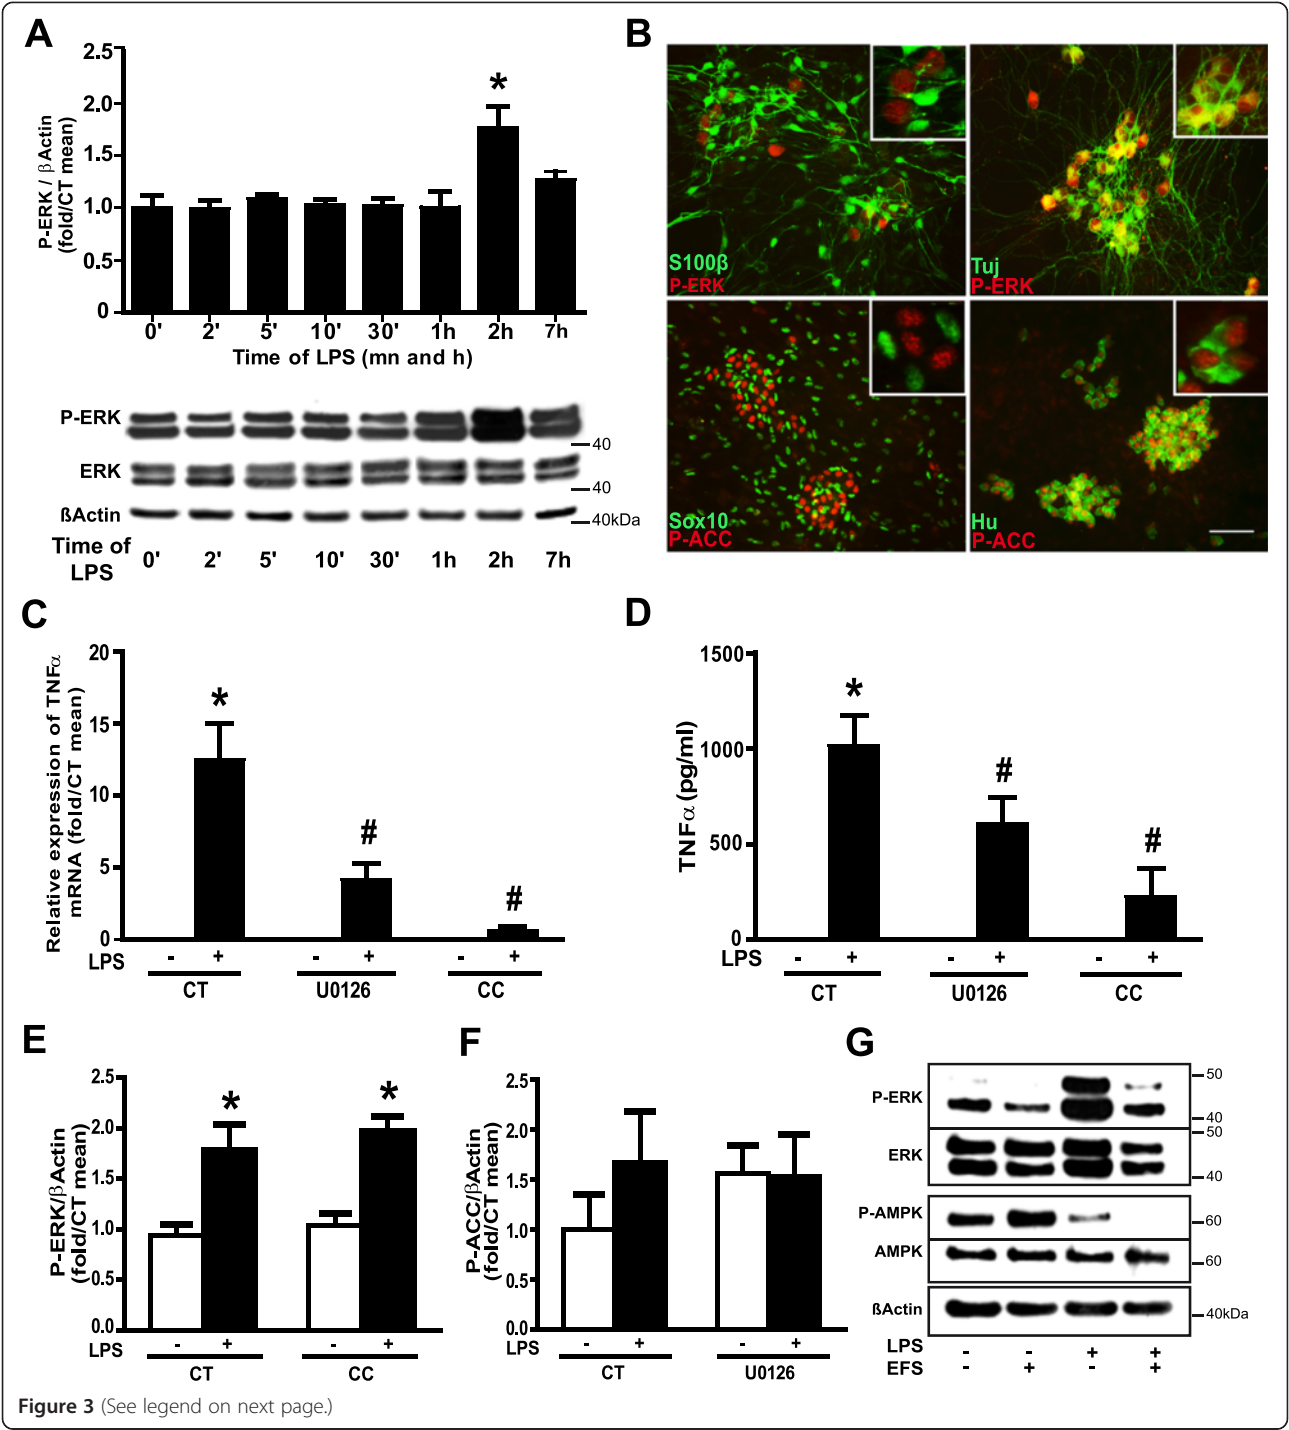 A
2.5
2.0
1.5
1.0
0.5
0
P-ERK / β Actin
(fold/CT mean)
*
0' 2' 5' 10' 30' 1h 2h 7h
Time of LPS (mn and h)
P-ERK
40
ERK
40
ßActin
40kDa
Time of
LPS
0' 2' 5' 10' 30' 1h 2h 7h
B
S100β
P-ERK
Tuj
P-ERK
Sox10
P-ACC
Hu
P-ACC
C
20
15
10
5
0
Relative expression of TNFα
mRNA (fold/CT mean)
*
#
#
LPS - + - + - +
CT U0126 CC
D
1500
1000
500
0
TNFα (pg/ml)
*
#
#
LPS - + - + - +
CT U0126 CC
E
2.5
2.0
1.5
1.0
0.5
0.0
P-ERK/βActin
(fold/CT mean)
*
*
LPS - + - +
CT CC
F
2.5
2.0
1.5
1.0
0.5
0.0
P-ACC/βActin
(fold/CT mean)
LPS - + - +
CT U0126
G
P-ERK
50
40
ERK
50
40
P-AMPK
60
AMPK
60
ßActin
40kDa
LPS - - + +
EFS - + - +
Figure 3 (See legend on next page.)